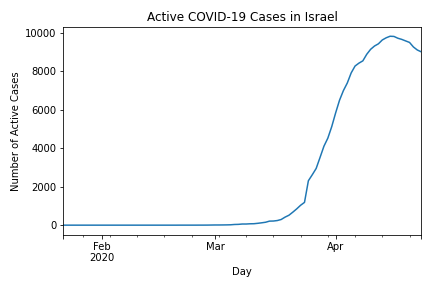 Active COVID-19 Cases in Israel
10000
8000
6000
4000
2000
0
Number of Active Cases
Feb
2020
Mar
Apr
Day